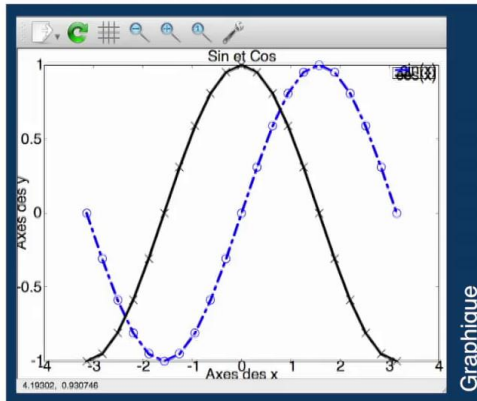 Sin et Cos
1
0.5
0
-0.5
-1
Axes des y
-4 -3 -2 -1 0 1 2 3 4
Axes des x
4.19302, 0.930746
Graphique